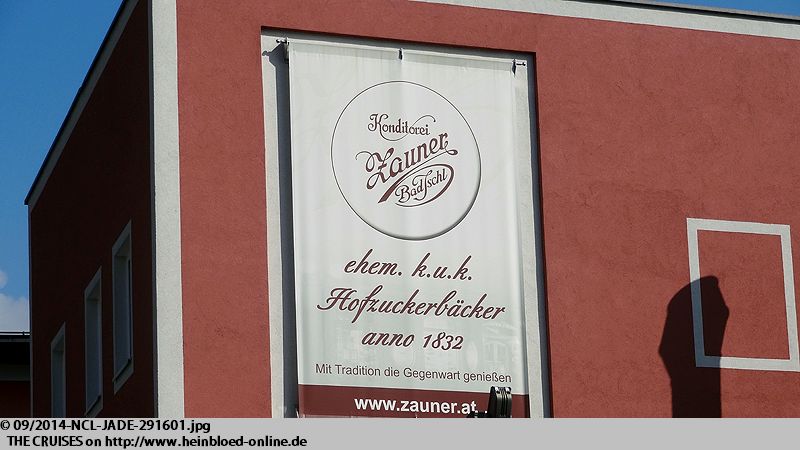 Konditorei
Zauner
Bad Ischl
ehem. k.u.k.
Hofzuckerbäcker
anno 1832
Mit Tradition die Gegenwart genießen
www.zauner.at
© 09/2014-NCL-JADE-291601.jpg
THE CRUISES on http://www.heinbloed-online.de